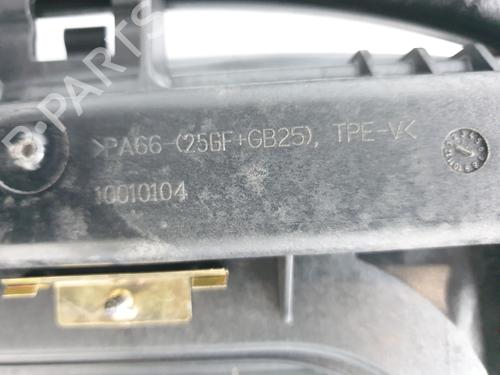 B-PARTS
>PA66-(25GF+GB25), TPE-V<
10010104